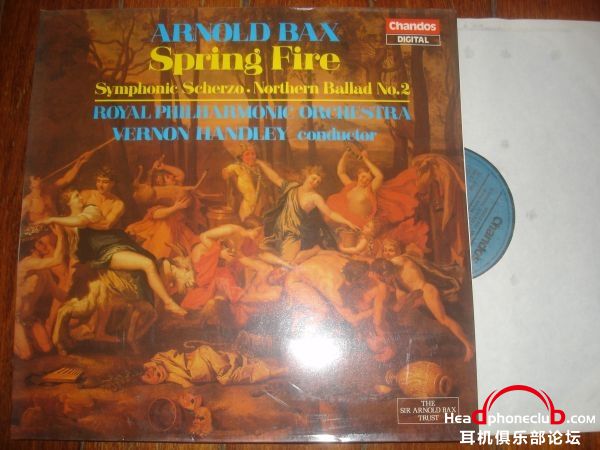 ARNOLD BAX
Chandos
DIGITAL
Spring Fire
Symphonic Scherzo · Northern Ballad No.2
ROYAL PHILHARMONIC ORCHESTRA
VERNON HANDLEY conductor
Chandos
THE
SIR ARNOLD BAX
TRUST
HeadphoneclubD.com
耳机俱乐部论坛